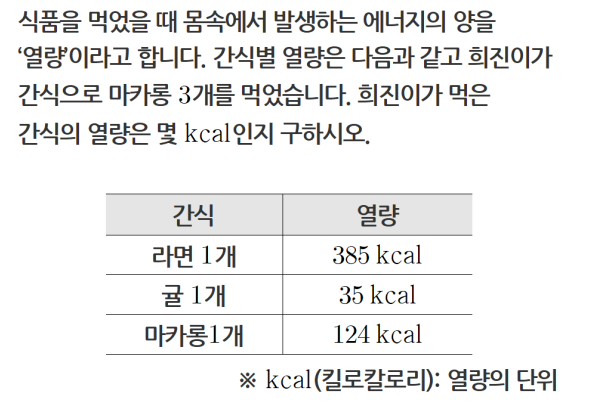 식품을 먹었을 때 몸속에서 발생하는 에너지의 양을
‘열량’이라고 합니다. 간식별 열량은 다음과 같고 희진이가
간식으로 마카롱 3개를 먹었습니다. 희진이가 먹은
간식의 열량은 몇 kcal인지 구하시오.
간식 열량
라면 1개 385 kcal
귤 1개 35 kcal
마카롱1개 124 kcal
※ kcal(킬로칼로리): 열량의 단위